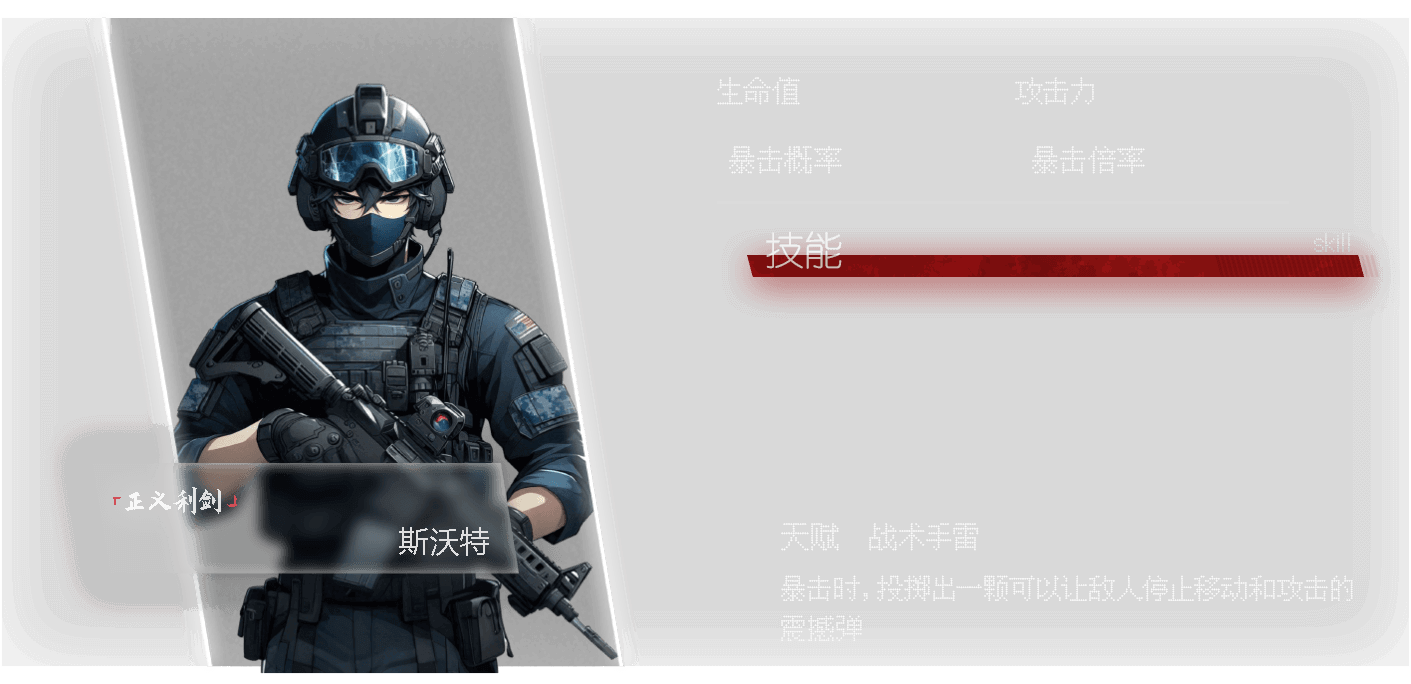 生命值 攻击力
暴击概率 暴击倍率
技能 skill
「正义利剑」
斯沃特
天赋 战术手雷
暴击时，投掷出一颗可以让敌人停止移动和攻击的
震撼弹